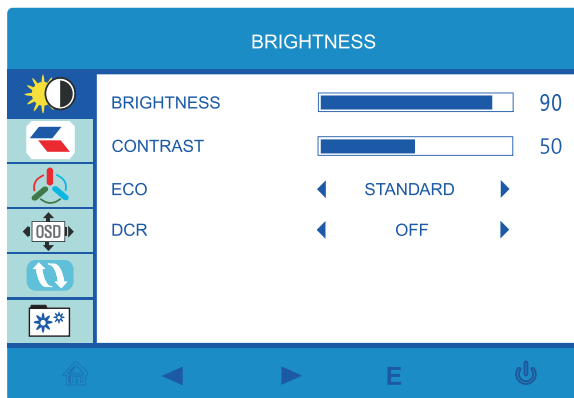 BRIGHTNESS
BRIGHTNESS 90
CONTRAST 50
ECO STANDARD
DCR OFF
OSD
E